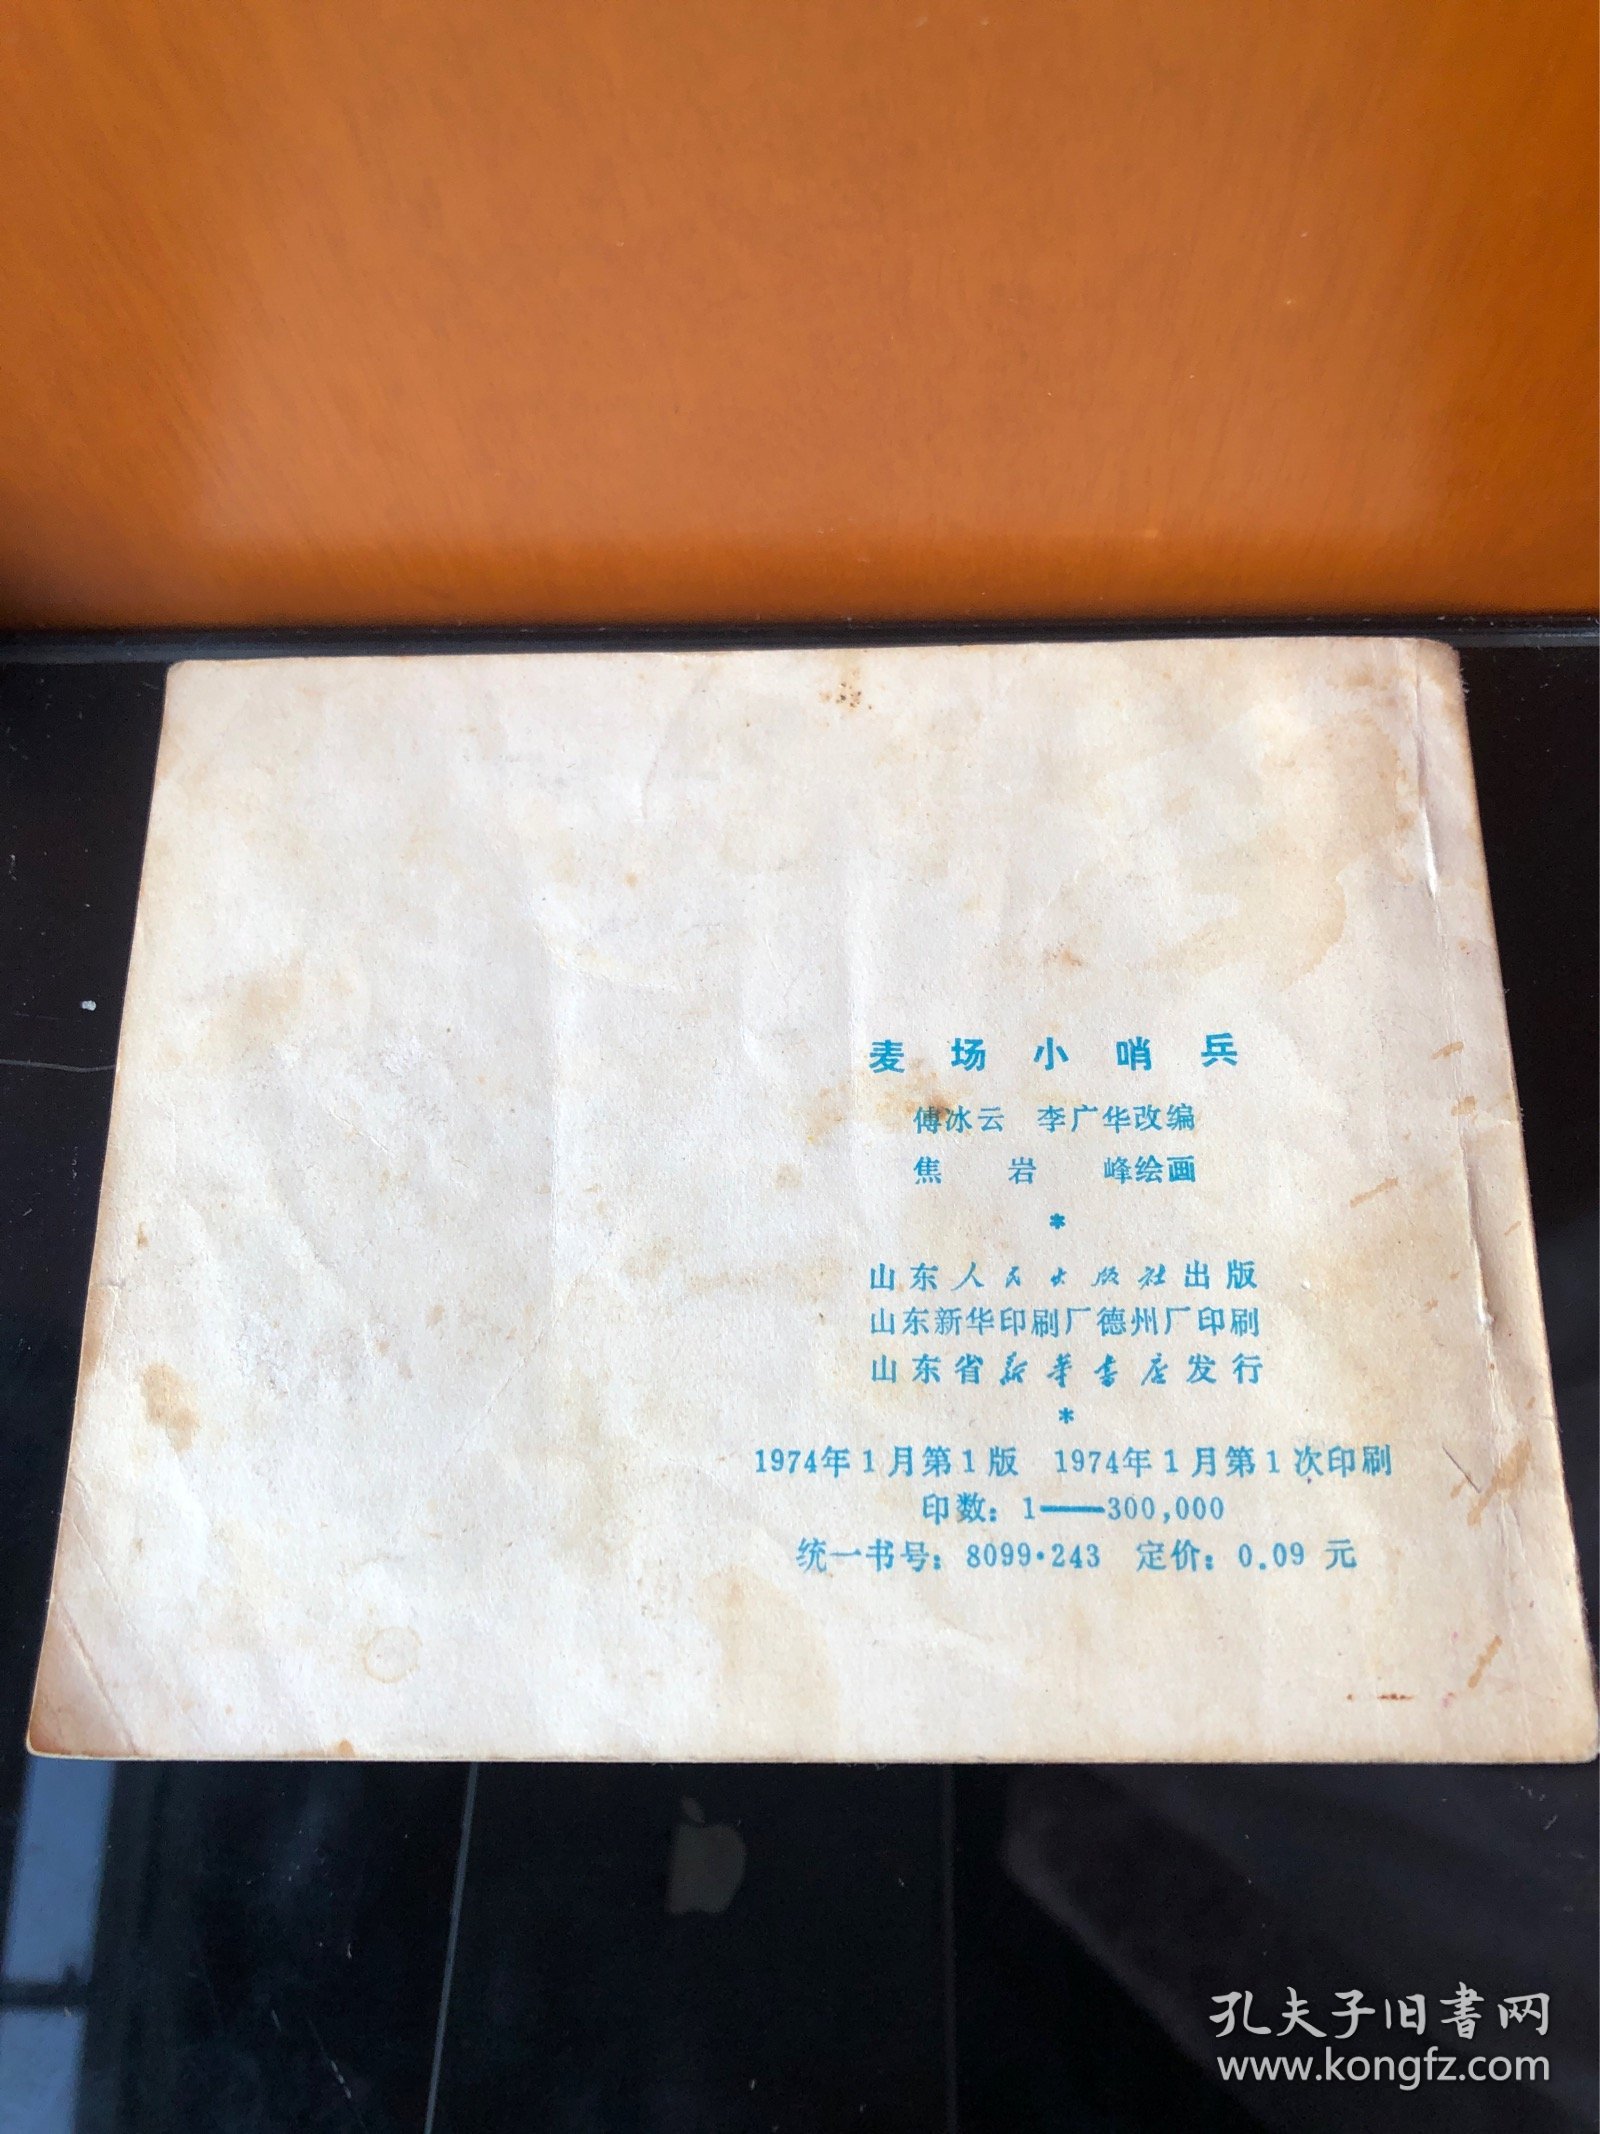 麦场小哨兵
傅冰云 李广华改编
焦岩峰绘画
*
山东人民出版社出版
山东新华印刷厂德州厂印刷
山东省新华书店发行
*
1974年1月第1版 1974年1月第1次印刷
印数：1——300,000
统一书号：8099·243 定价：0.09 元
孔夫子旧书网
www.kongfz.com